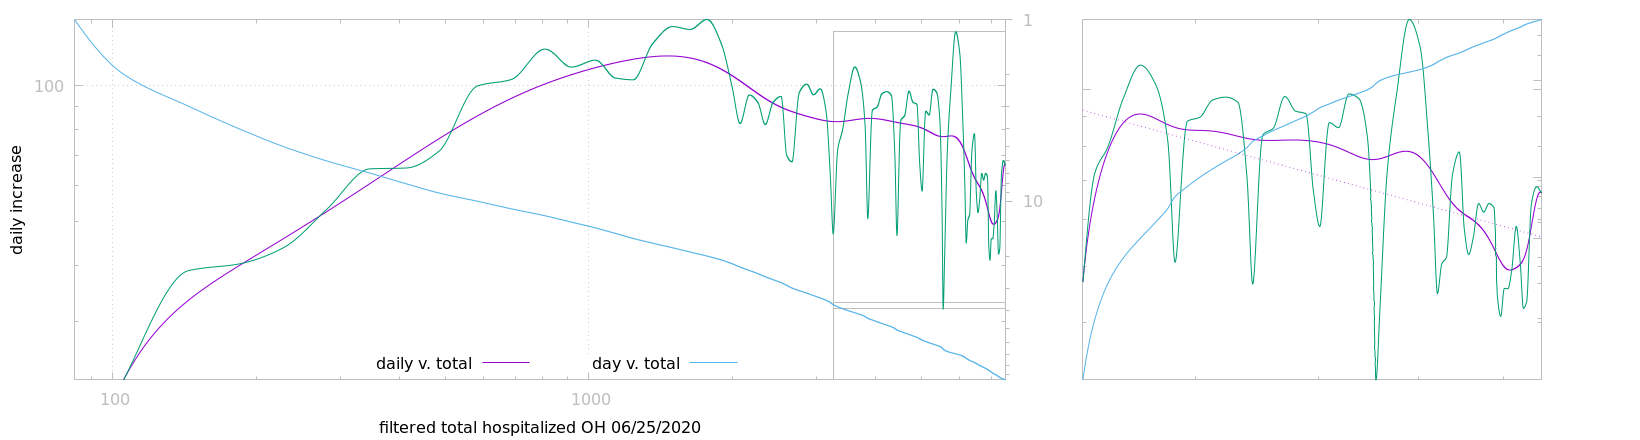 1
100
daily increase
10
daily v. total
day v. total
100
1000
filtered total hospitalized OH 06/25/2020